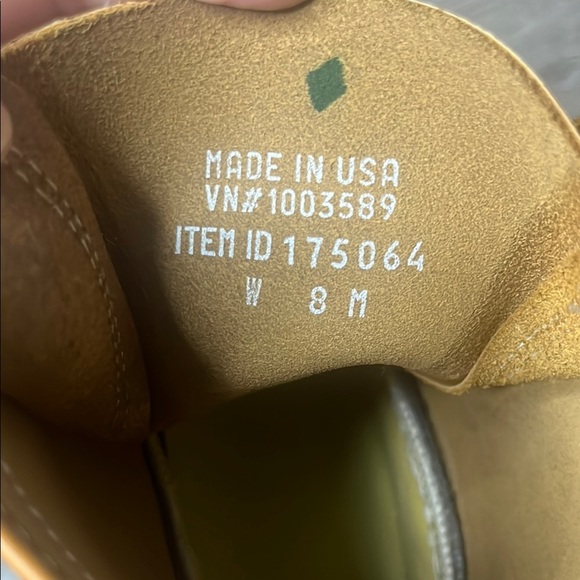 MADE IN USA
VN#1003589
ITEM ID 175064
W 8 M